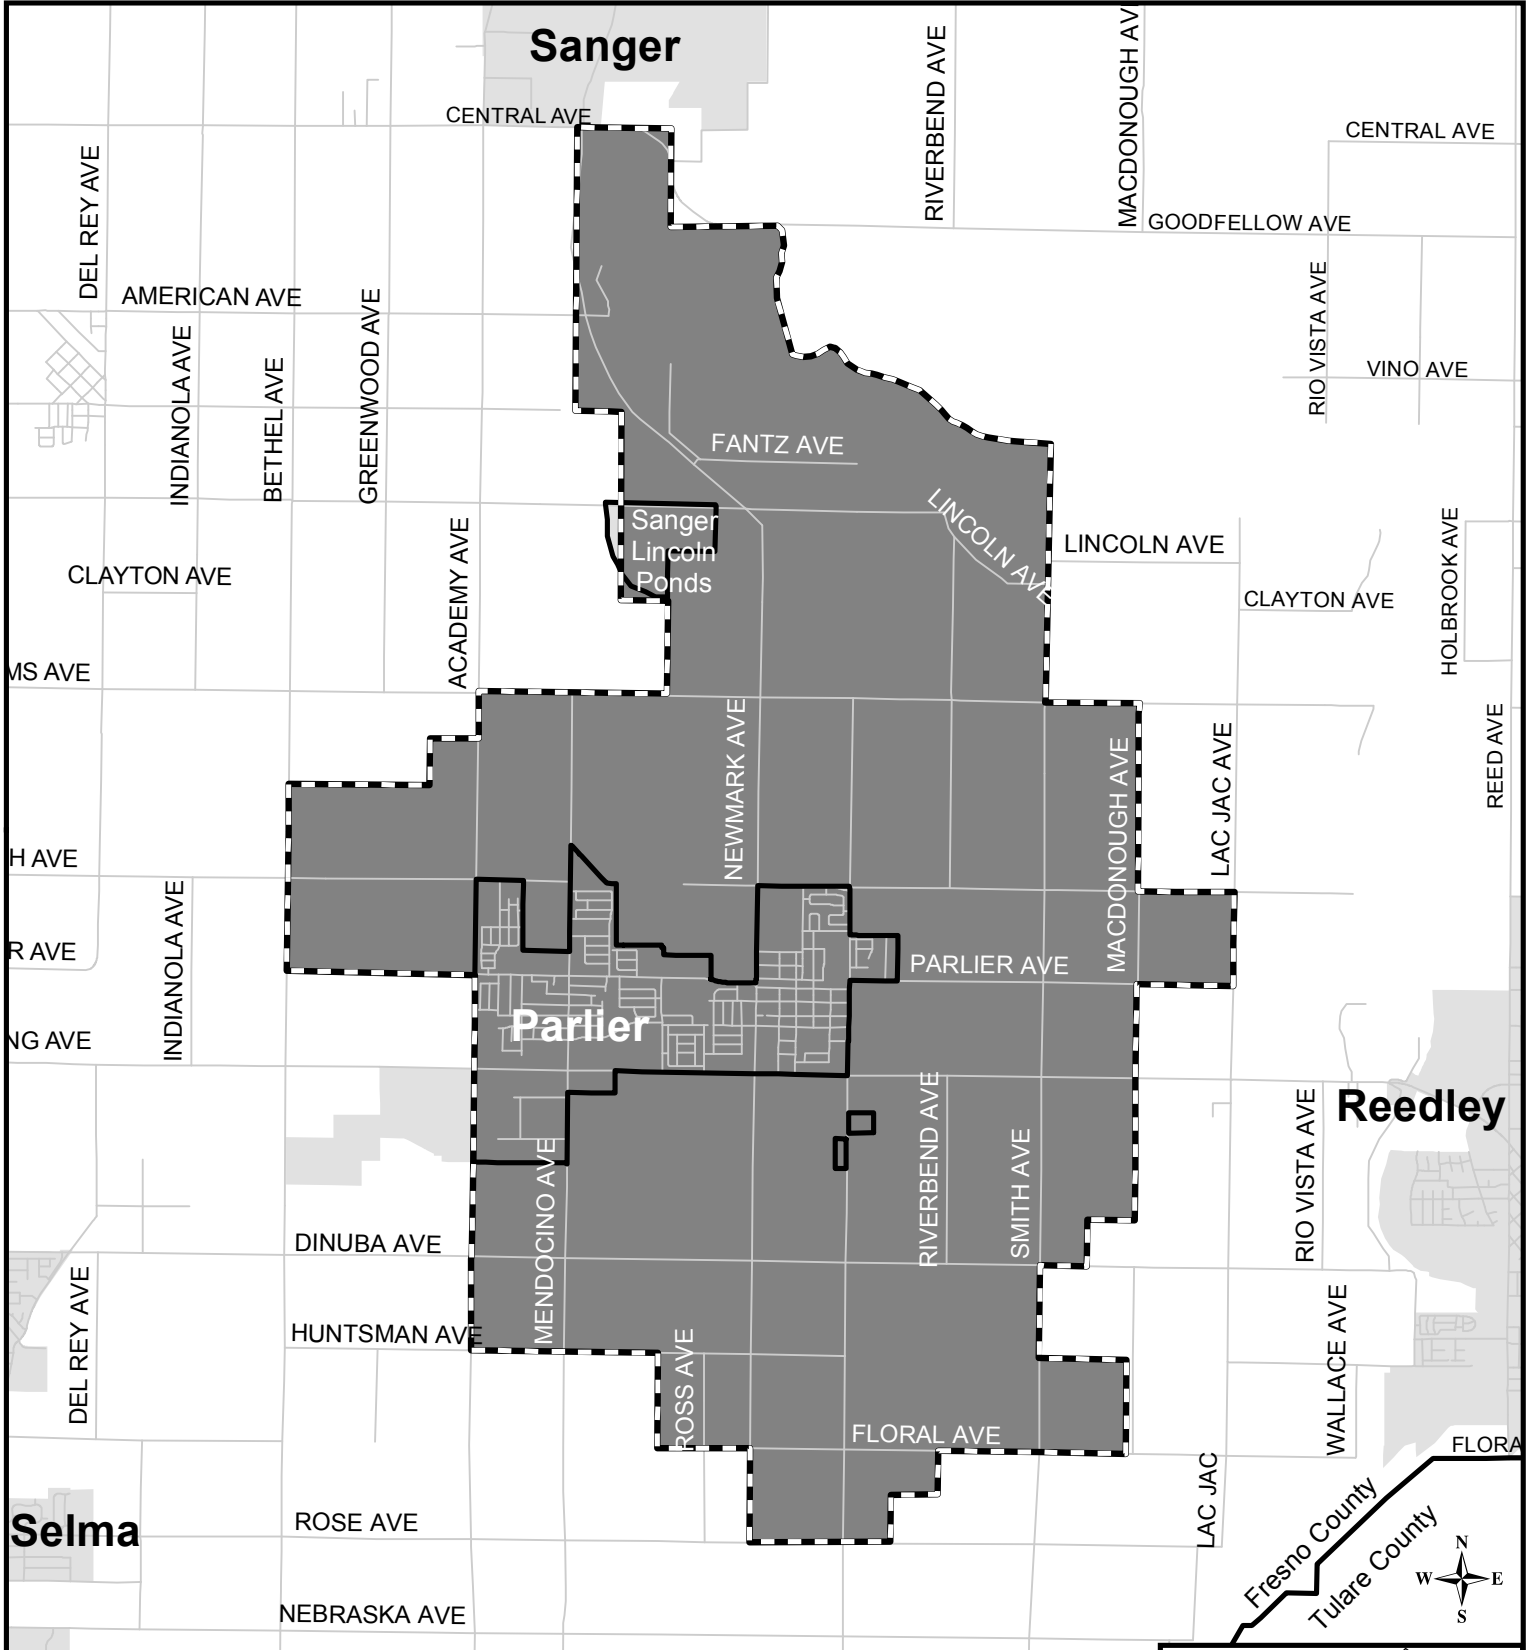 Sanger
RIVERBEND AVE
MACDONOUGH AV
CENTRAL AVE
CENTRAL AVE
DEL REY AVE
GOODFELLOW AVE
AMERICAN AVE
INDIANOLA AVE
BETHEL AVE
GREENWOOD AVE
RIO VISTA AVE
VINO AVE
FANTZ AVE
LINCOLN AVE
Sanger
Lincoln
Ponds
LINCOLN AVE
ACADEMY AVE
CLAYTON AVE
CLAYTON AVE
HOLBROOK AVE
MS AVE
NEWMARK AVE
MACDONOUGH AVE
LAC JAC AVE
REED AVE
H AVE
INDIANOLA AVE
R AVE
PARLIER AVE
Parlier
NG AVE
Reedley
RIVERBEND AVE
SMITH AVE
RIO VISTA AVE
MENDOCINO AVE
DINUBA AVE
DEL REY AVE
HUNTSMAN AVE
ROSS AVE
WALLACE AVE
FLORAL AVE
FLORA
LAC JAC
Selma
ROSE AVE
Fresno County
Tulare County
N
W E
S
NEBRASKA AVE